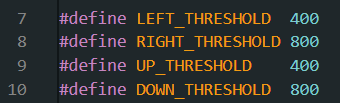 7 #define LEFT_THRESHOLD 400
8 #define RIGHT_THRESHOLD 800
9 #define UP_THRESHOLD 400
10 #define DOWN_THRESHOLD 800